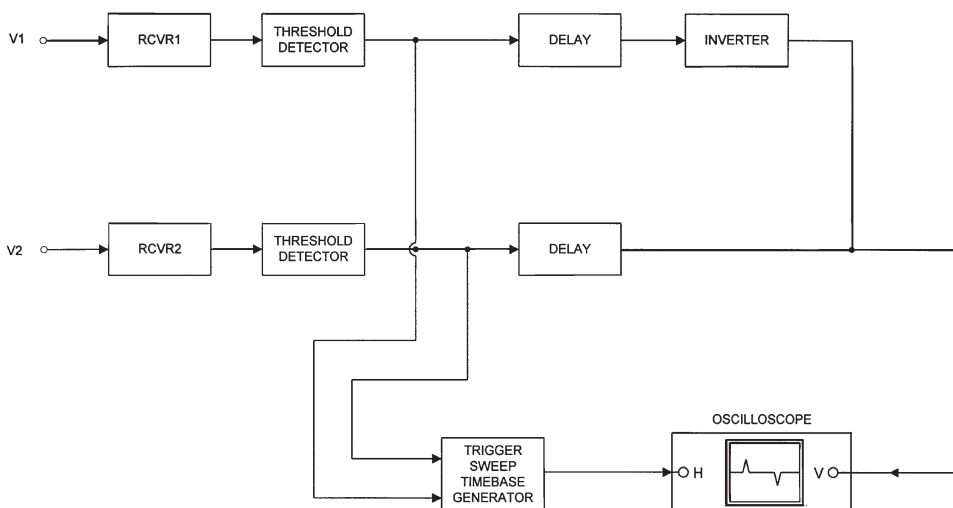 V1
RCVR1
THRESHOLD
DETECTOR
DELAY
INVERTER
V2
RCVR2
THRESHOLD
DETECTOR
DELAY
TRIGGER
SWEEP
TIMEBASE
GENERATOR
OSCILLOSCOPE
H
V